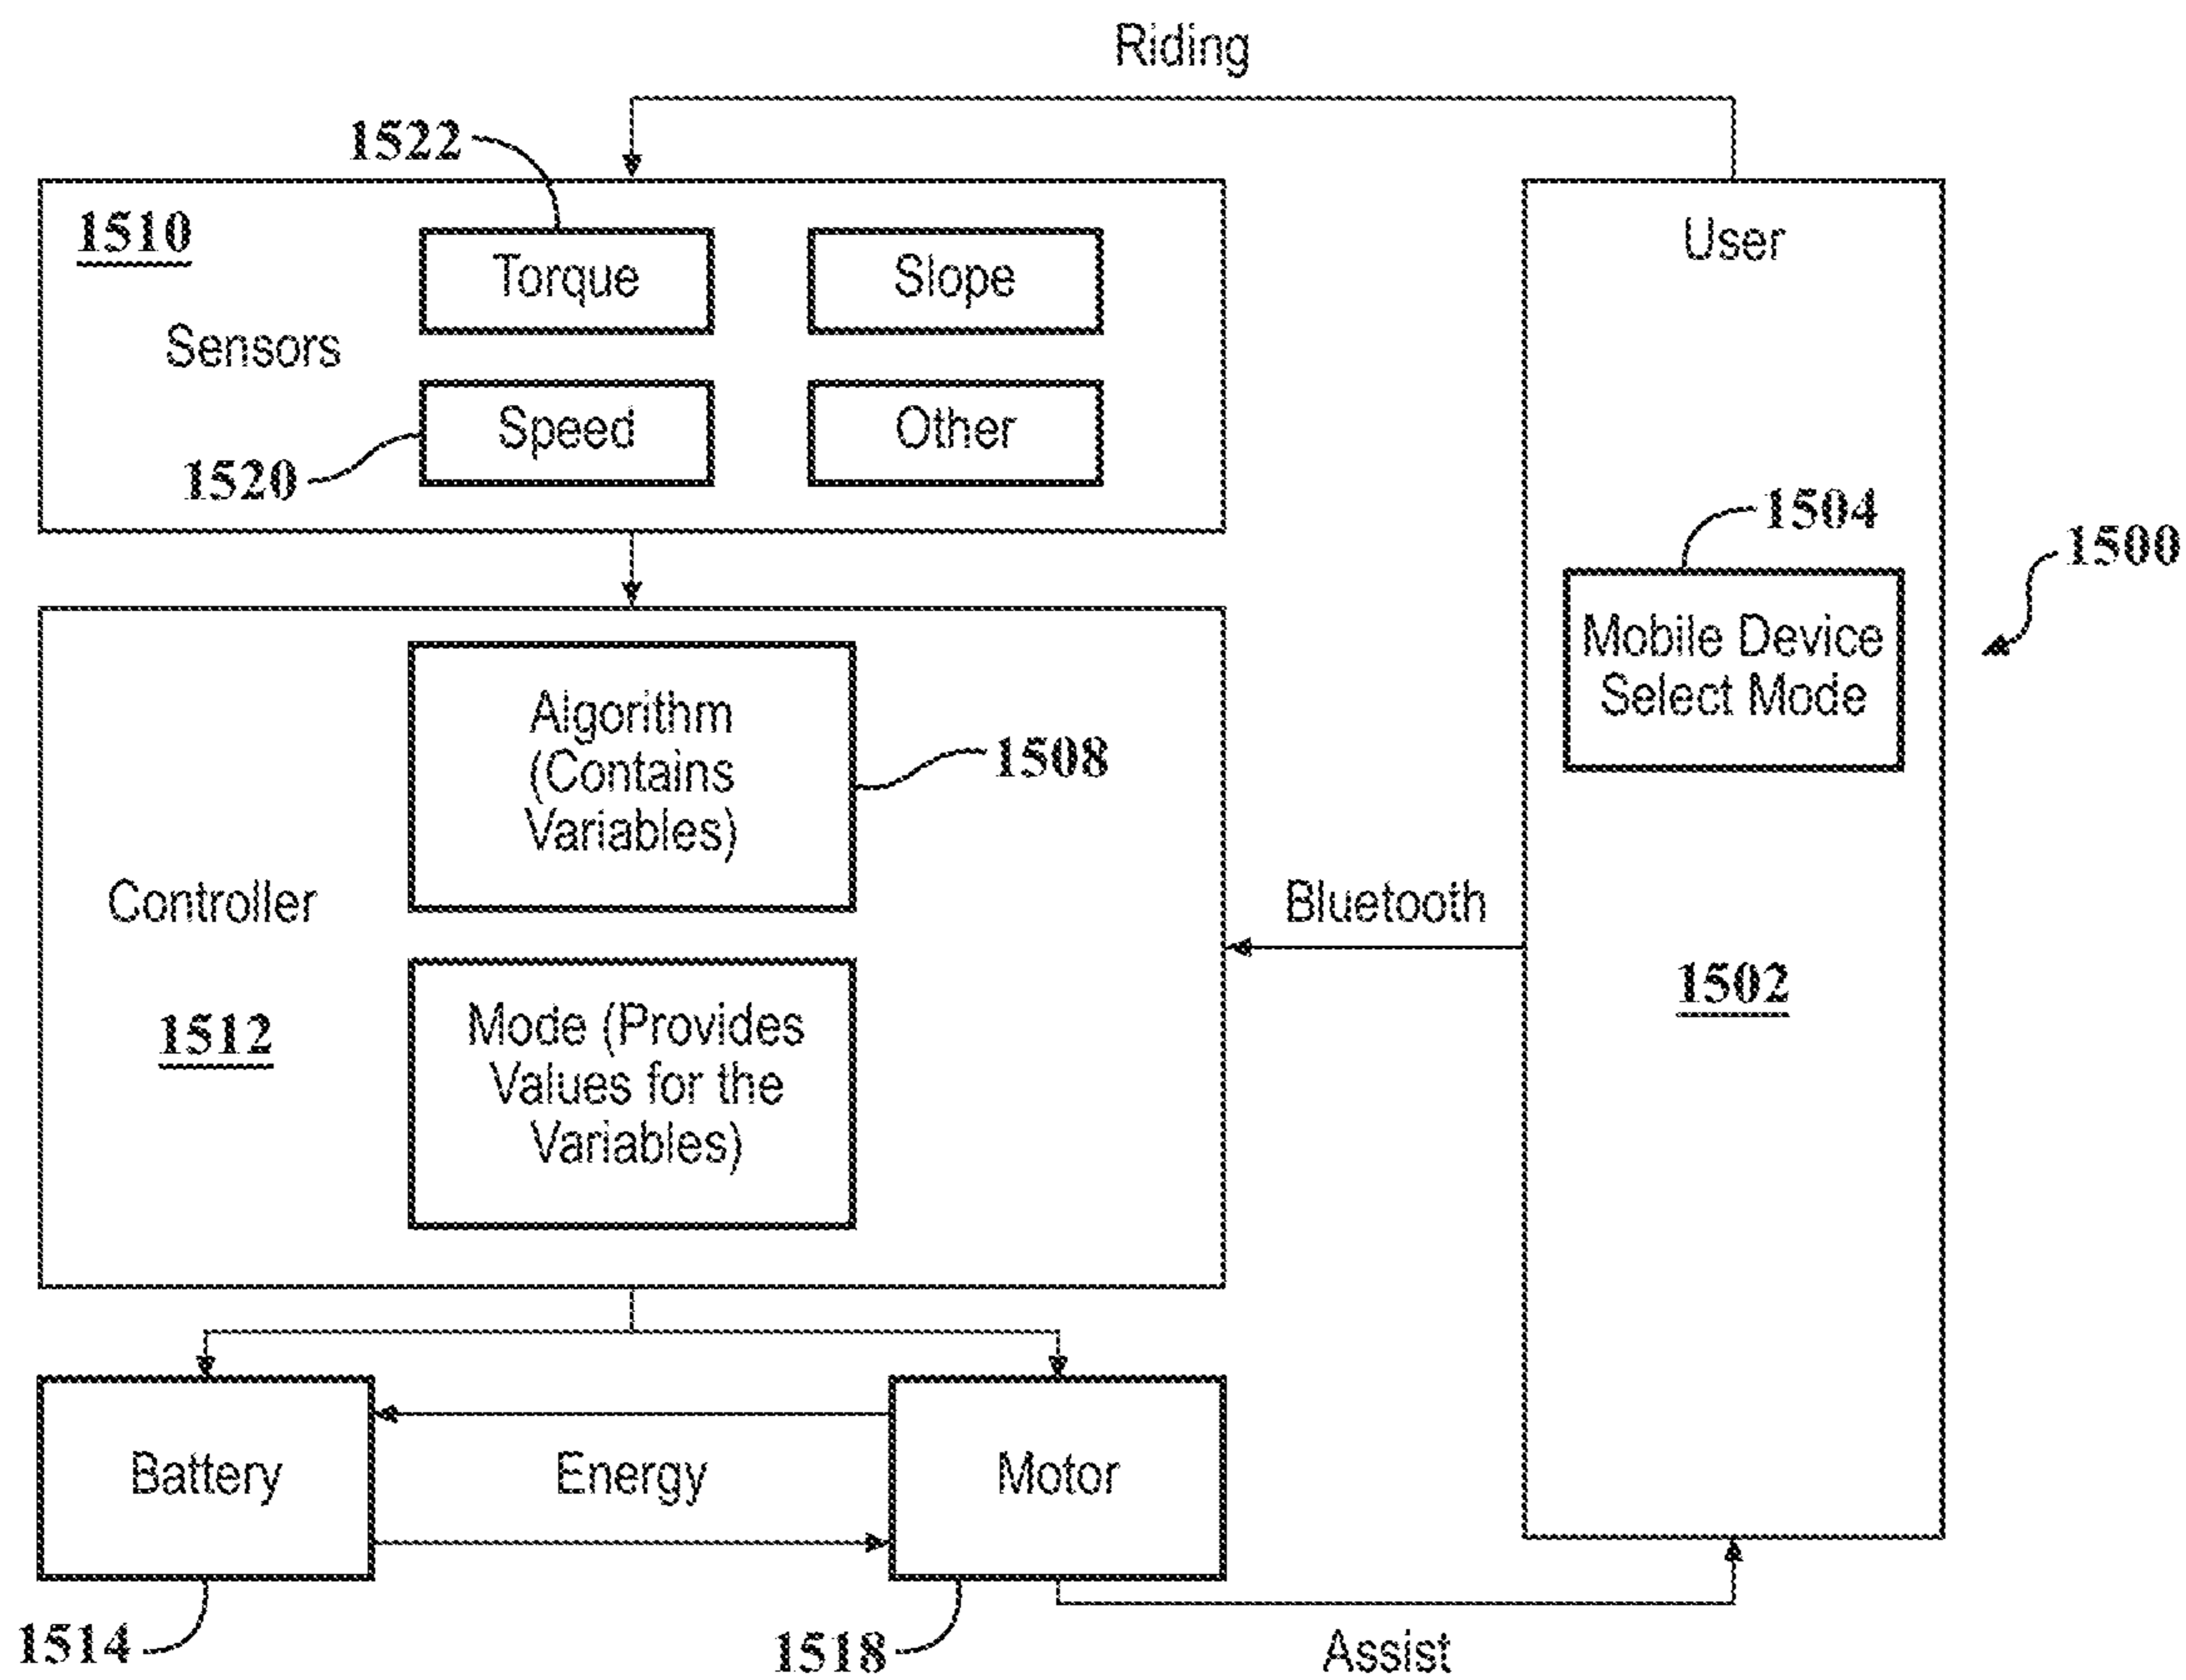 Riding
1522
1510
Torque
Slope
User
Sensors
Speed
Other
1520
1504
1500
Mobile Device
Select Mode
Algorithm
(Contains
Variables)
1508
Controller
Bluetooth
1502
1512
Mode (Provides
Values for the
Variables)
Battery
Energy
Motor
1514
1518
Assist